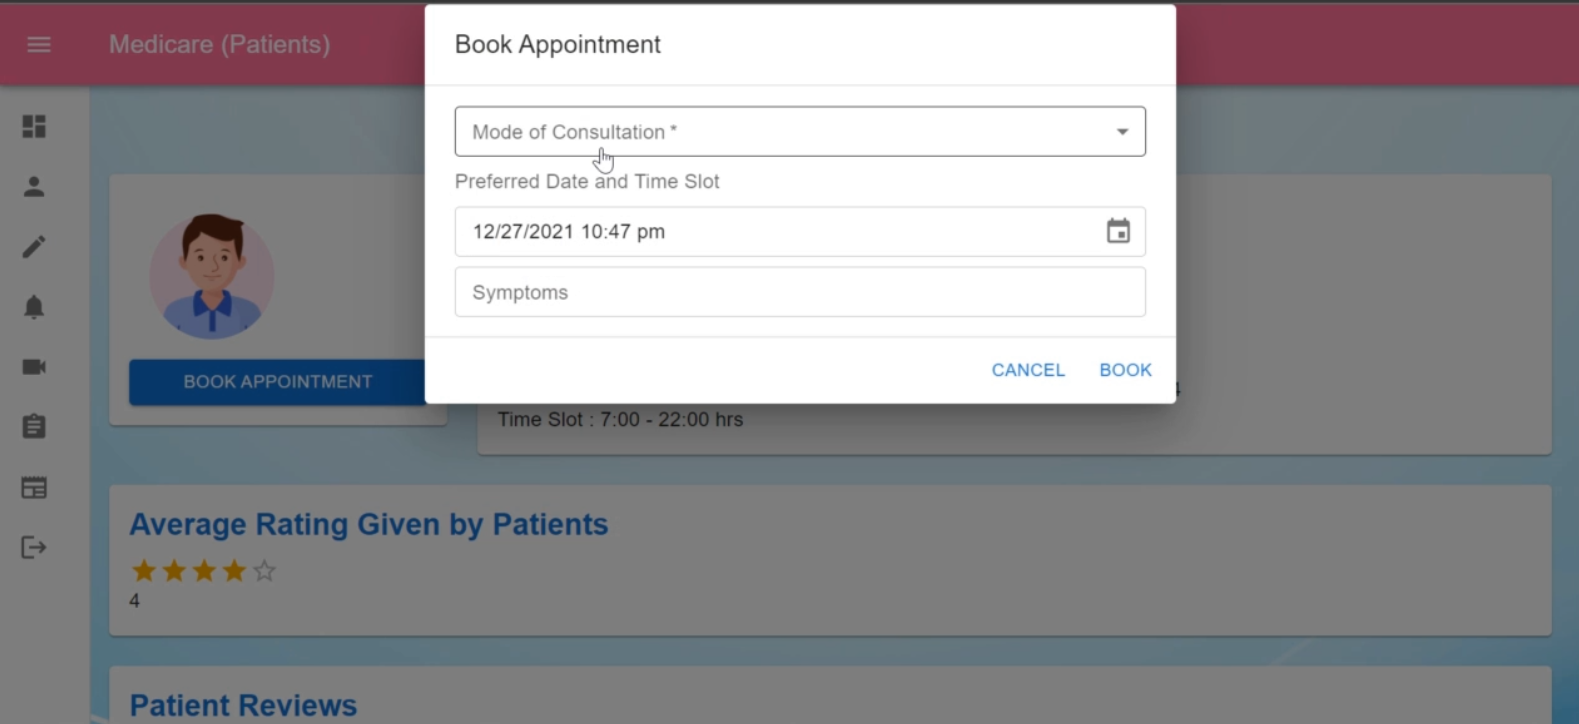 Medicare (Patients)
Book Appointment
Mode of Consultation *
Preferred Date and Time Slot
12/27/2021 10:47 pm
Symptoms
CANCEL BOOK
BOOK APPOINTMENT
Time Slot : 7:00 - 22:00 hrs
Average Rating Given by Patients
4
Patient Reviews